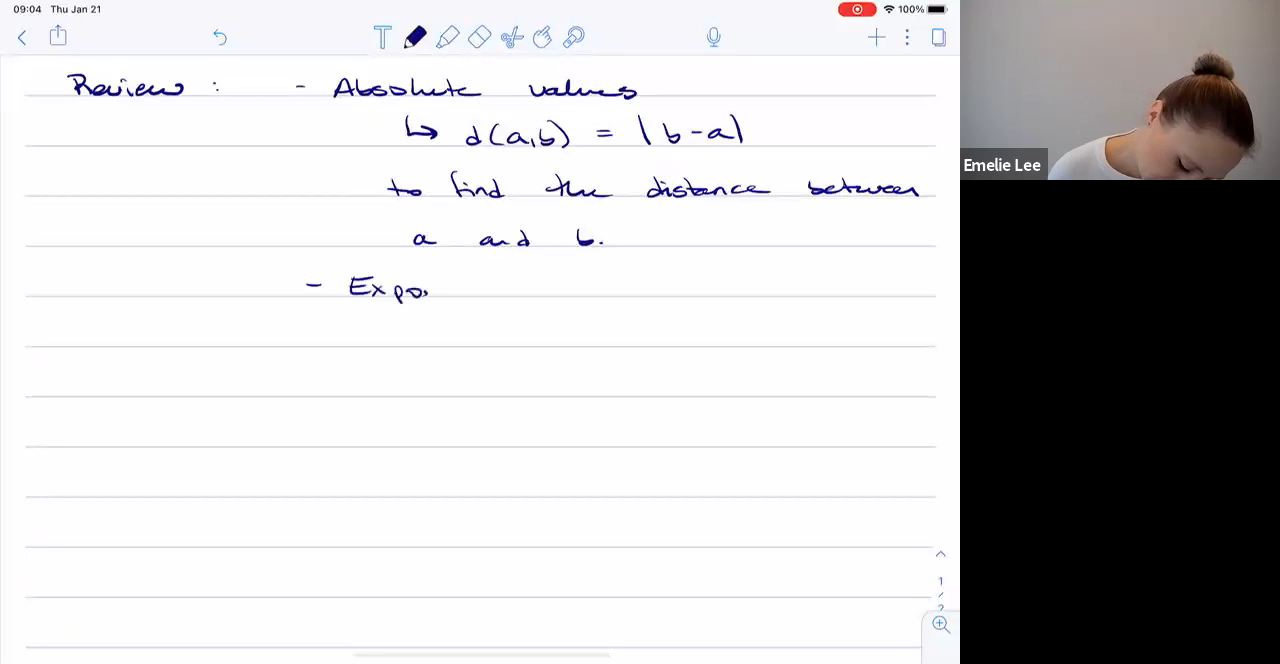 09:04 Thu Jan 21
100%
Review : - Absolute values
↳ d(a,b) = |b-a|
to find the distance between
a and b.
- Expo
Emelie Lee
1
/
2